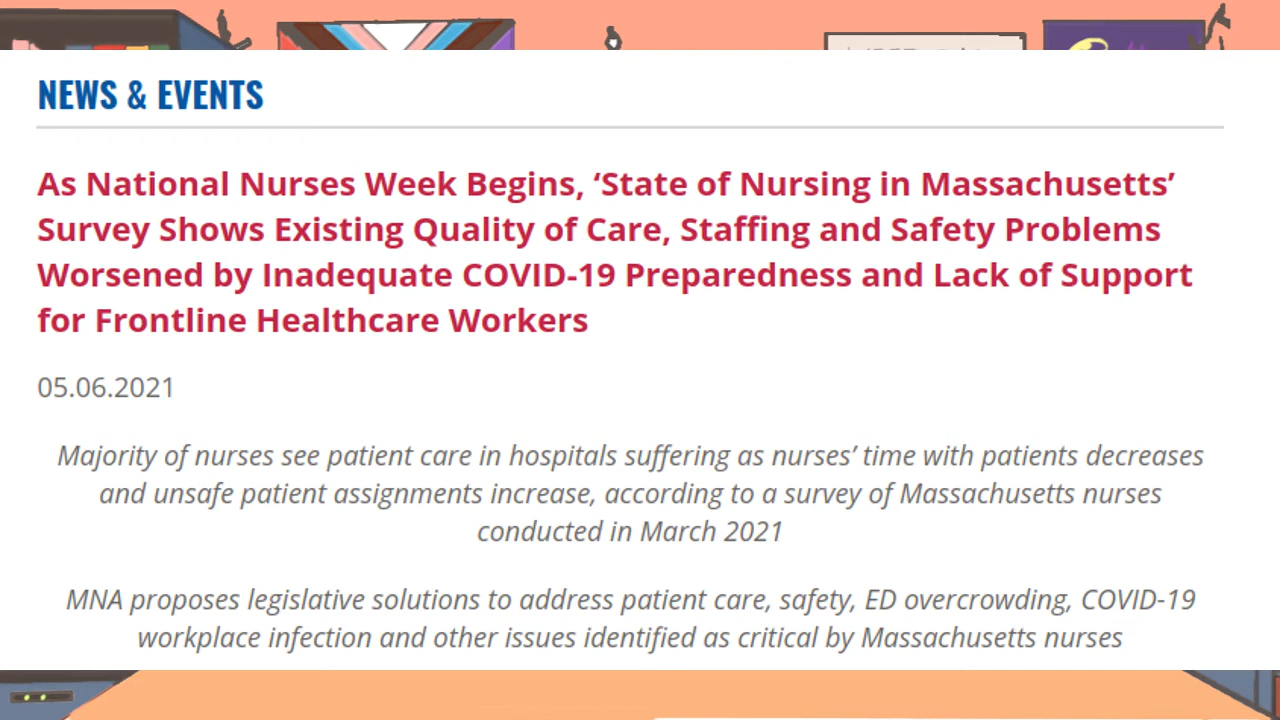 NEWS & EVENTS
As National Nurses Week Begins, ‘State of Nursing in Massachusetts’
Survey Shows Existing Quality of Care, Staffing and Safety Problems
Worsened by Inadequate COVID-19 Preparedness and Lack of Support
for Frontline Healthcare Workers
05.06.2021
Majority of nurses see patient care in hospitals suffering as nurses’ time with patients decreases
and unsafe patient assignments increase, according to a survey of Massachusetts nurses
conducted in March 2021
MNA proposes legislative solutions to address patient care, safety, ED overcrowding, COVID-19
workplace infection and other issues identified as critical by Massachusetts nurses